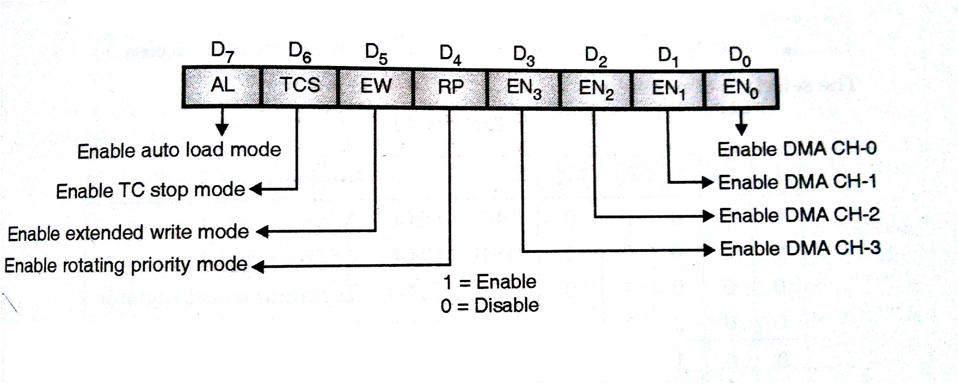 D7 D6 D5 D4 D3 D2 D1 D0
AL TCS EW RP EN3 EN2 EN1 EN0
Enable auto load mode
Enable TC stop mode
Enable extended write mode
Enable rotating priority mode
Enable DMA CH-0
Enable DMA CH-1
Enable DMA CH-2
Enable DMA CH-3
1 = Enable
0 = Disable